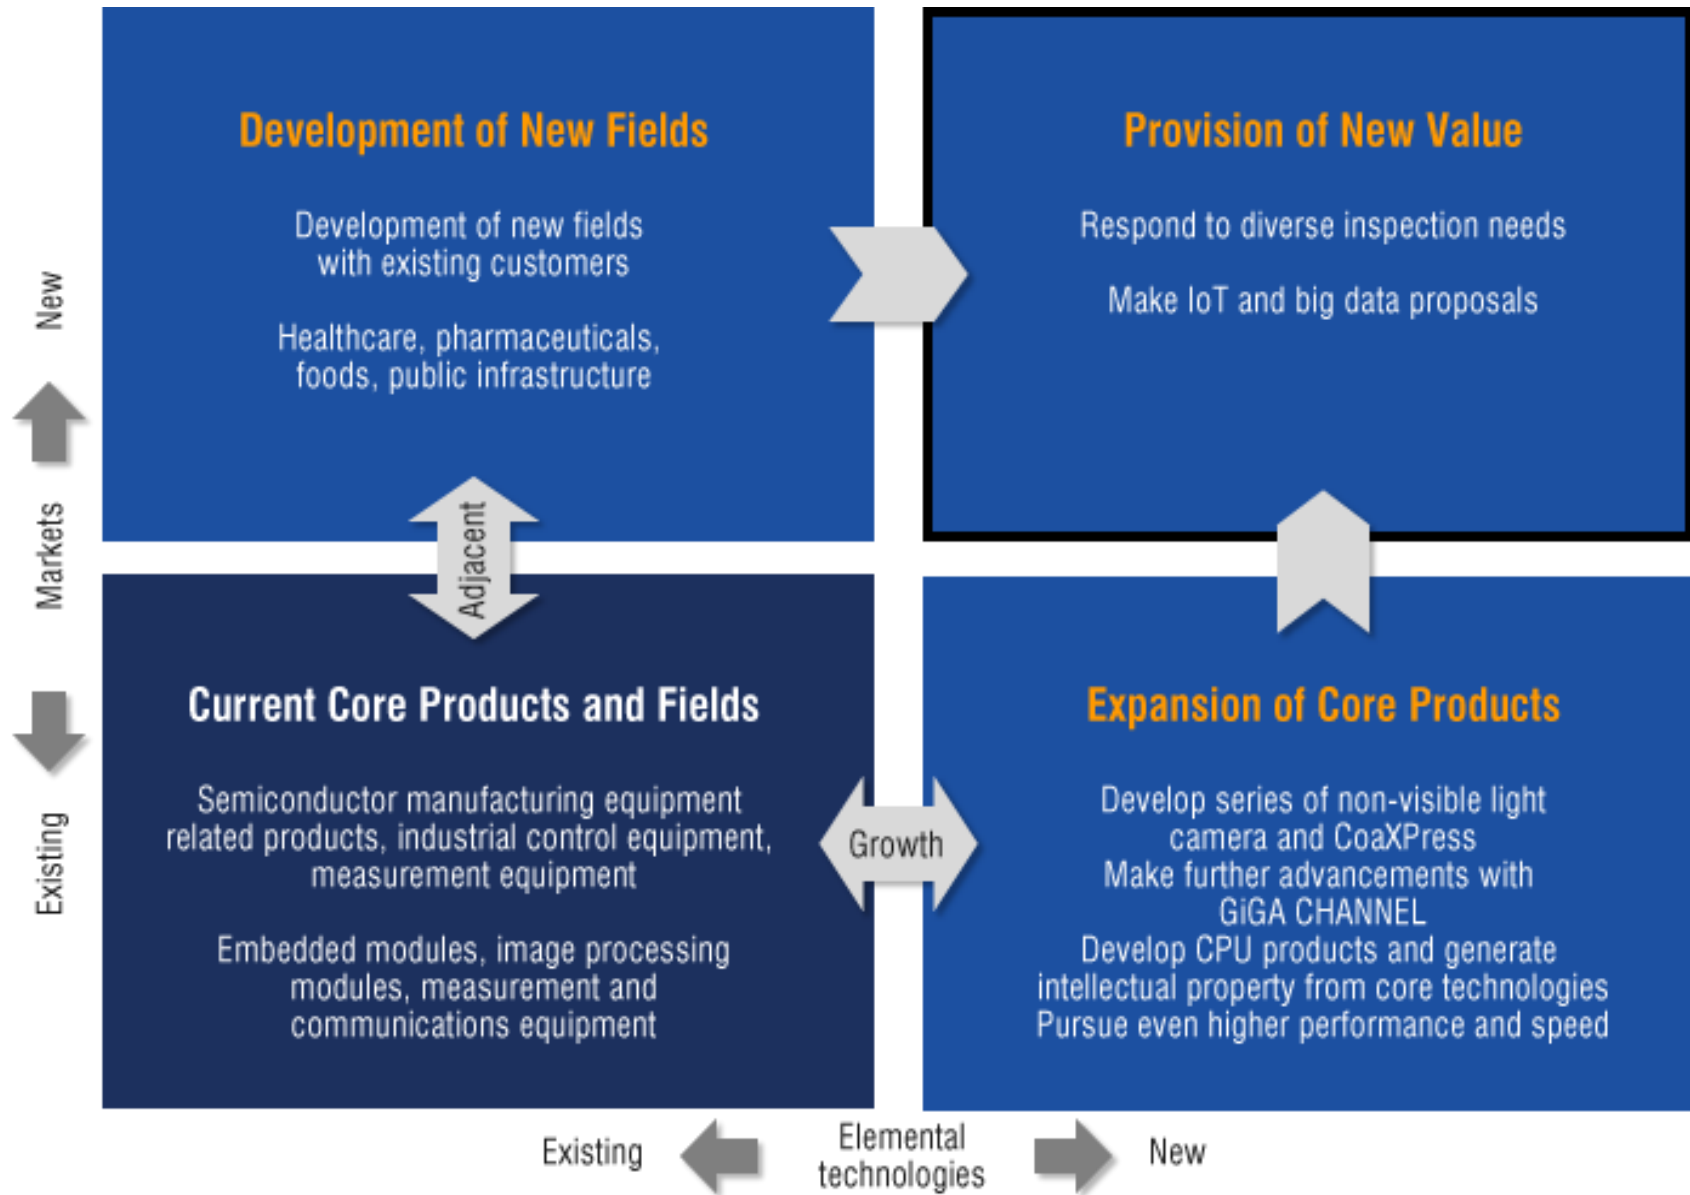 Development of New Fields
Development of new fields
with existing customers
Healthcare, pharmaceuticals,
foods, public infrastructure
Provision of New Value
Respond to diverse inspection needs
Make IoT and big data proposals
New
Markets
Existing
Adjacent
Current Core Products and Fields
Semiconductor manufacturing equipment
related products, industrial control equipment,
measurement equipment
Embedded modules, image processing
modules, measurement and
communications equipment
Growth
Expansion of Core Products
Develop series of non-visible light
camera and CoaXPress
Make further advancements with
GiGA CHANNEL
Develop CPU products and generate
intellectual property from core technologies
Pursue even higher performance and speed
Existing
Elemental
technologies
New